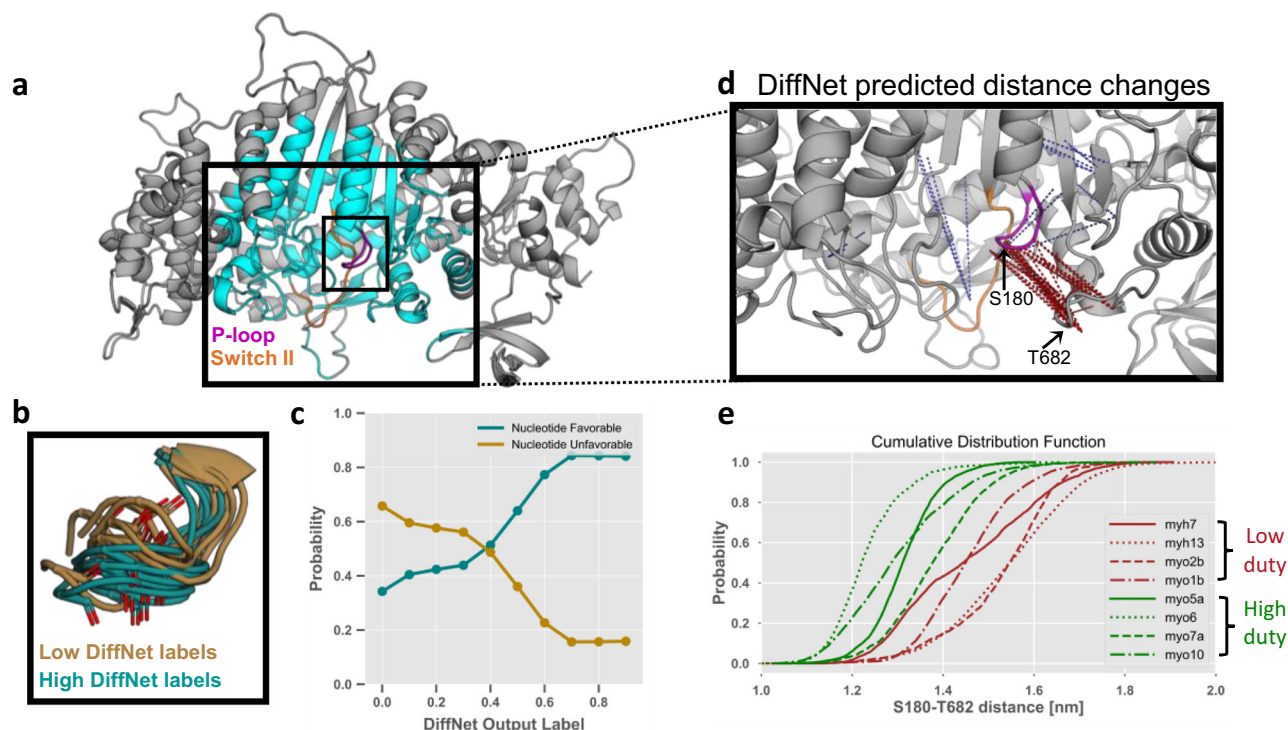 a
P-loop
Switch II
b
Low DiffNet labels
High DiffNet labels
c
1.0
0.8
0.6
0.4
0.2
0.0
Probability
Nucleotide Favorable
Nucleotide Unfavorable
0.0 0.2 0.4 0.6 0.8
DiffNet Output Label
d DiffNet predicted distance changes
S180
T682
e
Cumulative Distribution Function
1.0
0.8
0.6
0.4
0.2
0.0
Probability
myh7
myh13
myo2b
myo1b
myo5a
myo6
myo7a
myo10
Low
duty
High
duty
1.0 1.2 1.4 1.6 1.8 2.0
S180-T682 distance [nm]